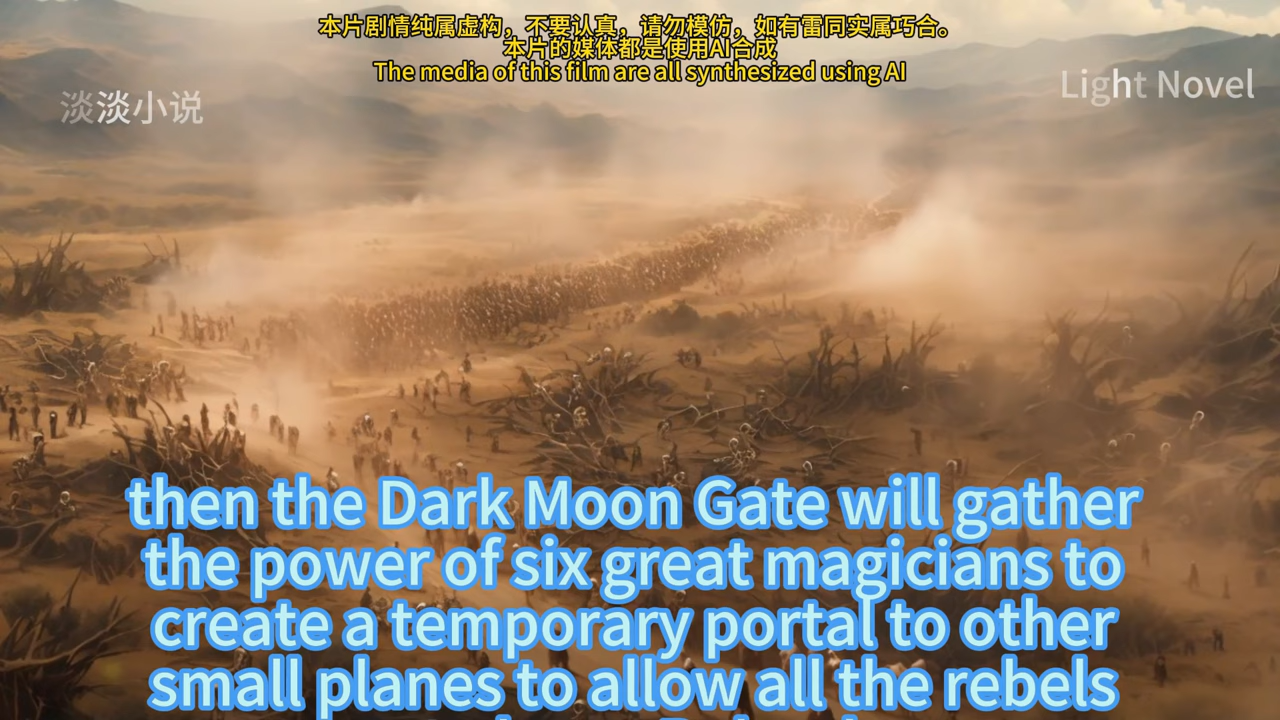 本片剧情纯属虚构，不要认真，请勿模仿，如有雷同实属巧合。
本片的媒体都是使用AI合成
The media of this film are all synthesized using AI
淡淡小说
Light Novel
then the Dark Moon Gate will gather
the power of six great magicians to
create a temporary portal to other
small planes to allow all the rebels